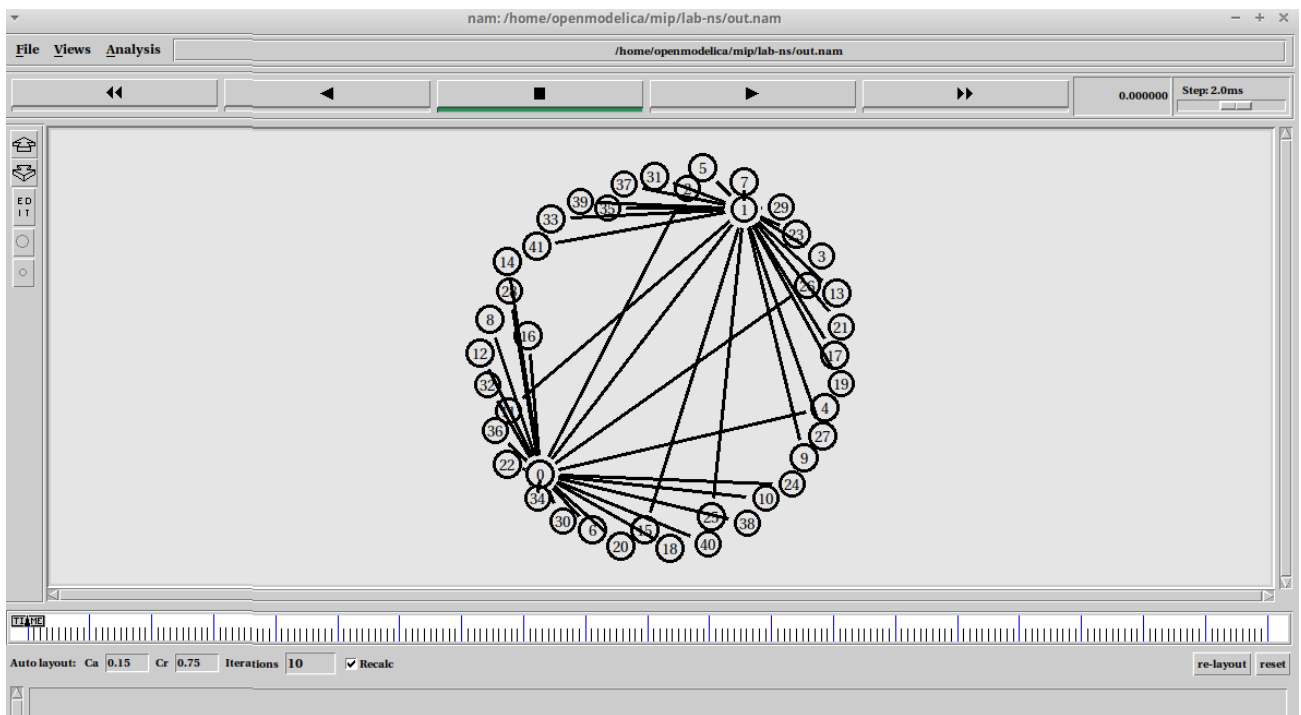 nam: /home/openmodelica/mip/lab-ns/out.nam
File Views Analysis /home/openmodelica/mip/lab-ns/out.nam
0.000000 Step: 2.0ms
ED
IT
5
31 7
37 2
39 35 1 29
33
23
41
3
14
28 26 13
8
21
16
12 17
32 19
4
36 27
9
22 0
24
34 10
30 25 38
6 15
20 18 40
TIME
Auto layout: Ca 0.15 Cr 0.75 Iterations 10 Recalc re-layout reset